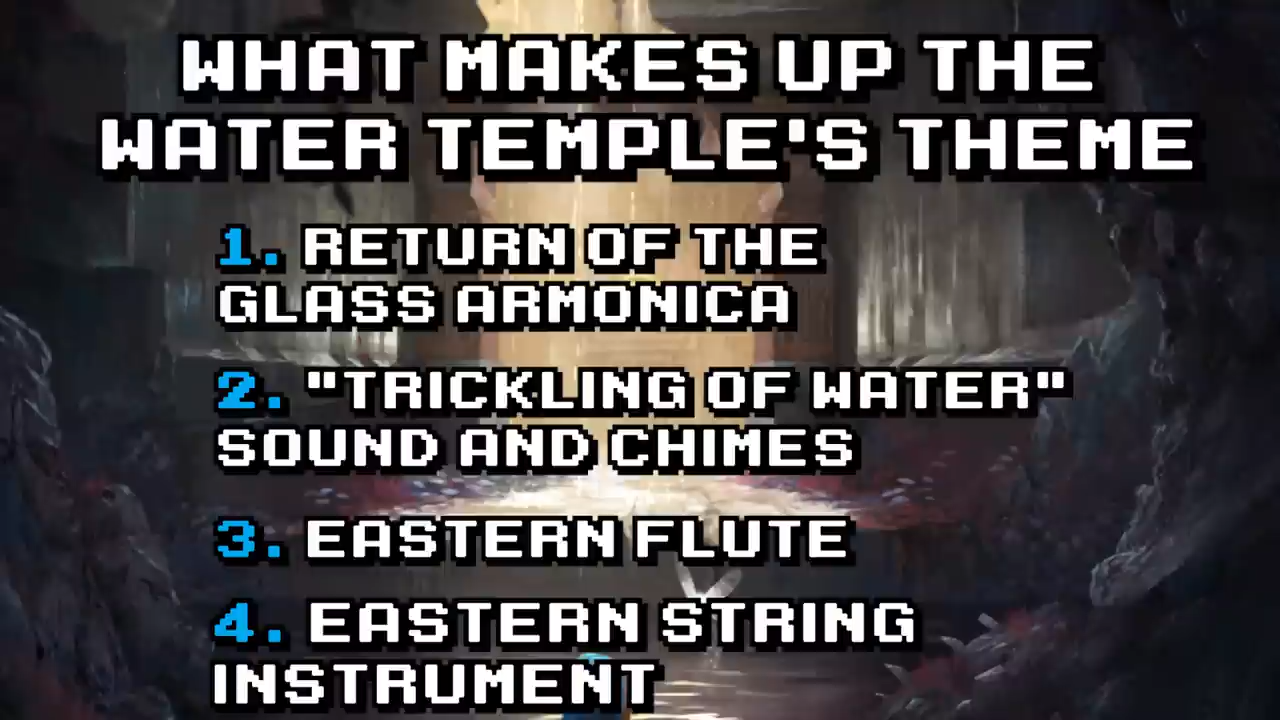 WHAT MAKES UP THE
WATER TEMPLE'S THEME
1. RETURN OF THE
GLASS ARMONICA
2. "TRICKLING OF WATER"
SOUND AND CHIMES
3. EASTERN FLUTE
4. EASTERN STRING
INSTRUMENT